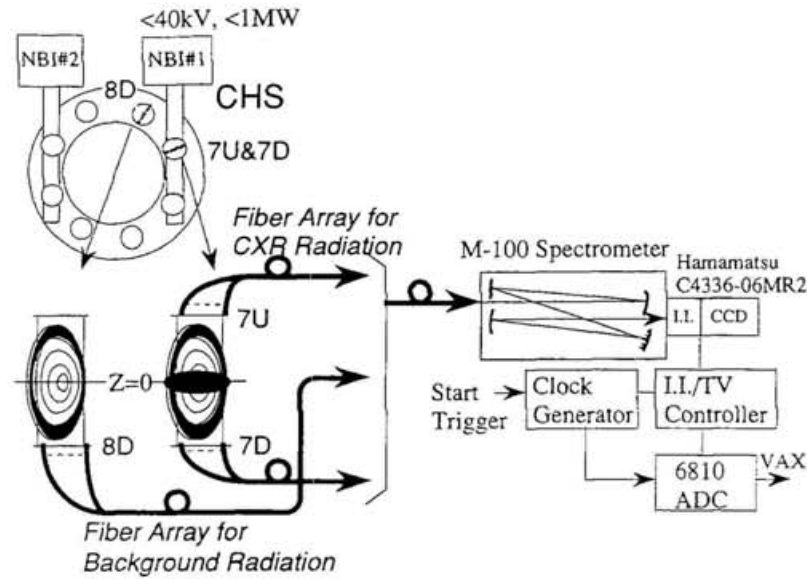 <40kV, <1MW
NBI#2
NBI#1
8D
CHS
7U&7D
Fiber Array for
CXR Radiation
M-100 Spectrometer
Hamamatsu
C4336-06MR2
I.I.
CCD
7U
Z=0
8D
7D
Start
Trigger
Clock
Generator
I.I./TV
Controller
6810
ADC
VAX
Fiber Array for
Background Radiation